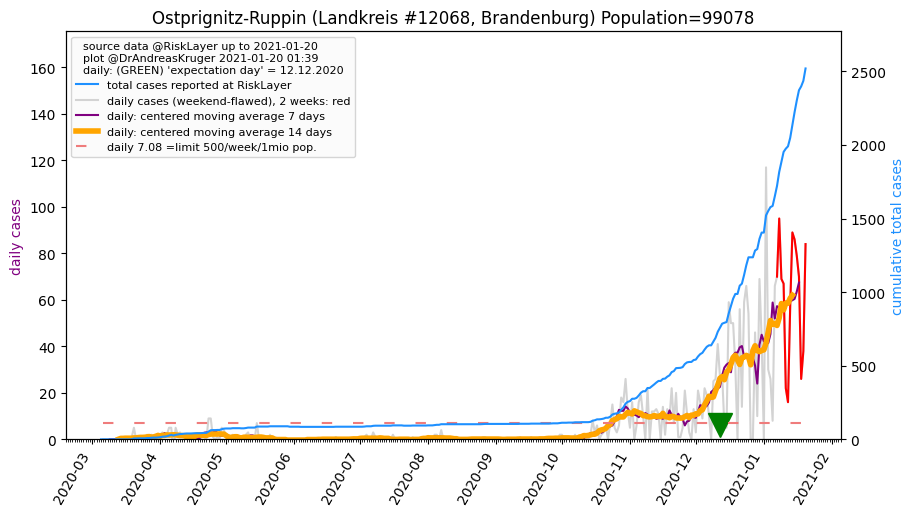 Ostprignitz-Ruppin (Landkreis #12068, Brandenburg) Population=99078
source data @RiskLayer up to 2021-01-20
plot @DrAndreasKruger 2021-01-20 01:39
daily: (GREEN) 'expectation day' = 12.12.2020
total cases reported at RiskLayer
daily cases (weekend-flawed), 2 weeks: red
daily: centered moving average 7 days
daily: centered moving average 14 days
daily 7.08 =limit 500/week/1mio pop.
daily cases
160
140
120
100
80
60
40
20
0
2500
2000
1500
1000
500
0
cumulative total cases
2020-03
2020-04
2020-05
2020-06
2020-07
2020-08
2020-09
2020-10
2020-11
2020-12
2021-01
2021-02